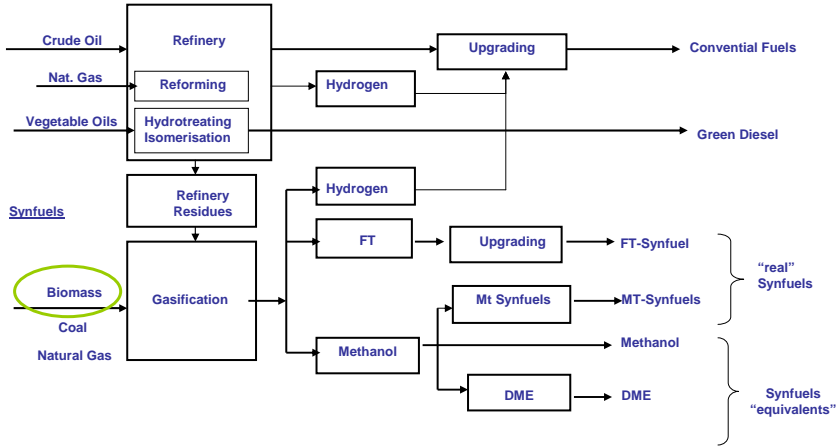 Crude Oil
Refinery
Upgrading
Convential Fuels
Nat. Gas
Reforming
Hydrogen
Vegetable Oils
Hydrotreating
Isomerisation
Green Diesel
Refinery
Residues
Hydrogen
Synfuels
FT
Upgrading
FT-Synfuel
“real”
Synfuels
Biomass
Gasification
Mt Synfuels
MT-Synfuels
Coal
Natural Gas
Methanol
Methanol
DME
DME
Synfuels
“equivalents”